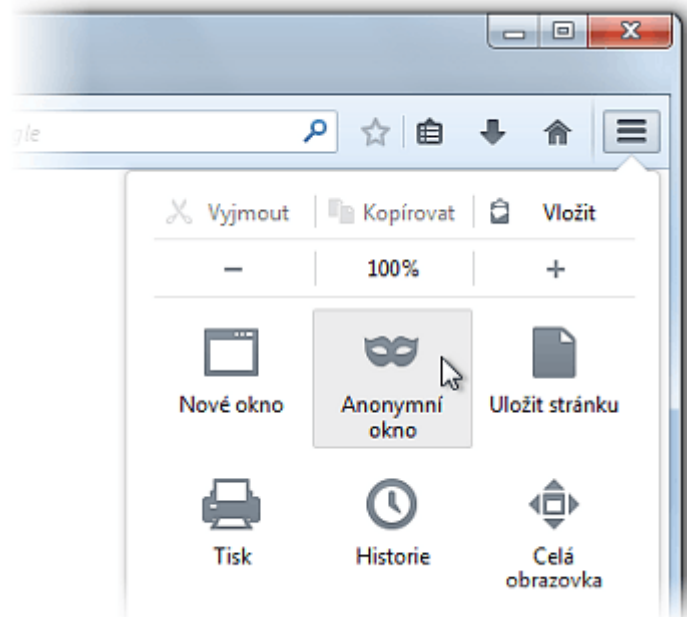 gle
Vyjmout Kopírovat Vložit
− 100% +
Nové okno Anonymní okno Uložit stránku
Tisk Historie Celá obrazovka